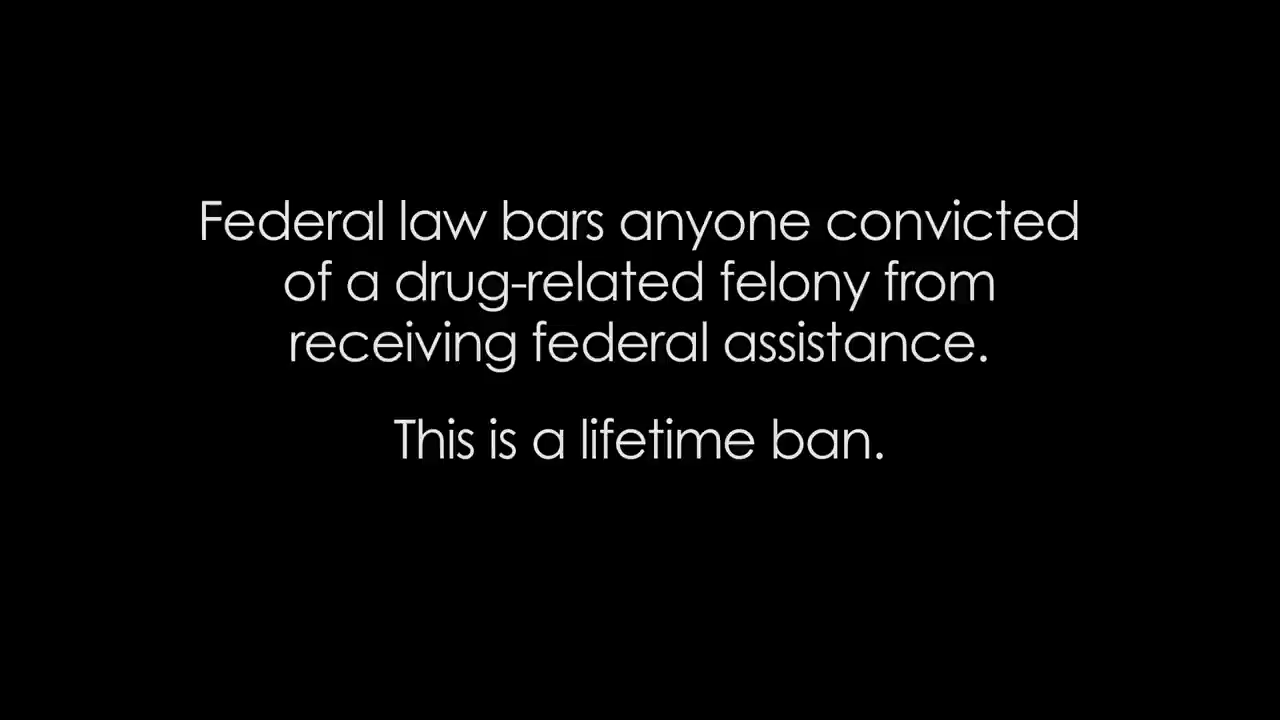 Federal law bars anyone convicted
of a drug-related felony from
receiving federal assistance.
This is a lifetime ban.